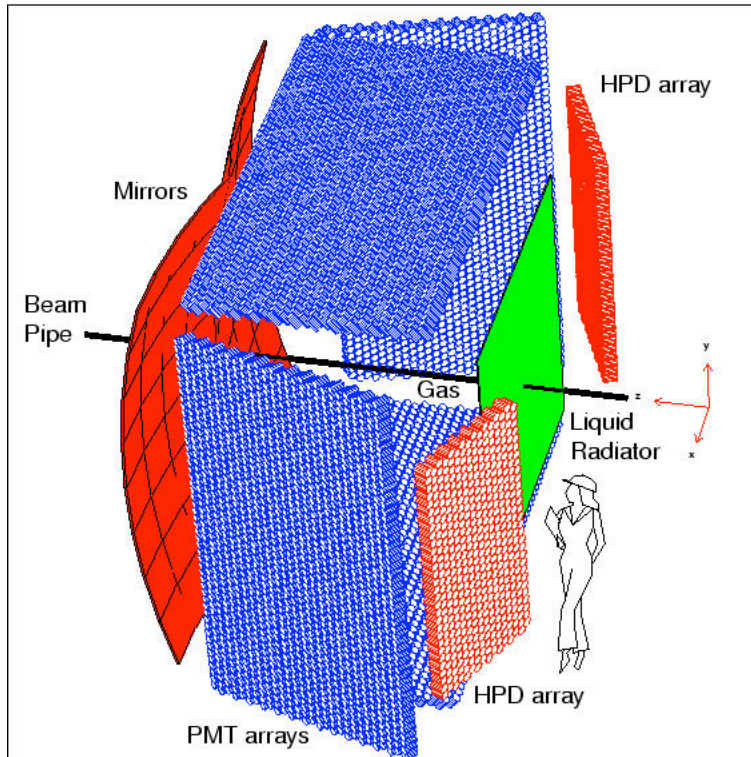 HPD array
Mirrors
Beam
Pipe
Gas
z
y
x
Liquid
Radiator
HPD array
PMT arrays